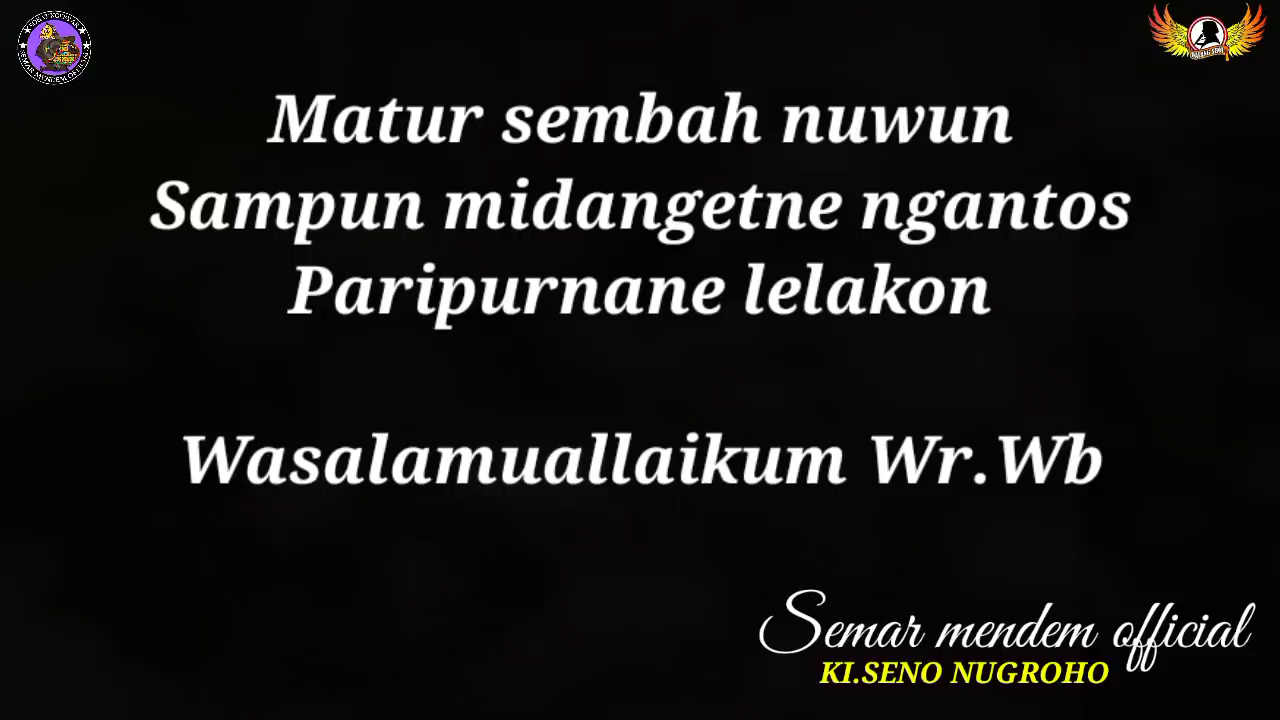 Matur sembah nuwun
Sampun midangetne ngantos
Paripurnane lelakon
Wasalamuallaikum Wr.Wb
Semar mendem official
KI.SENO NUGROHO